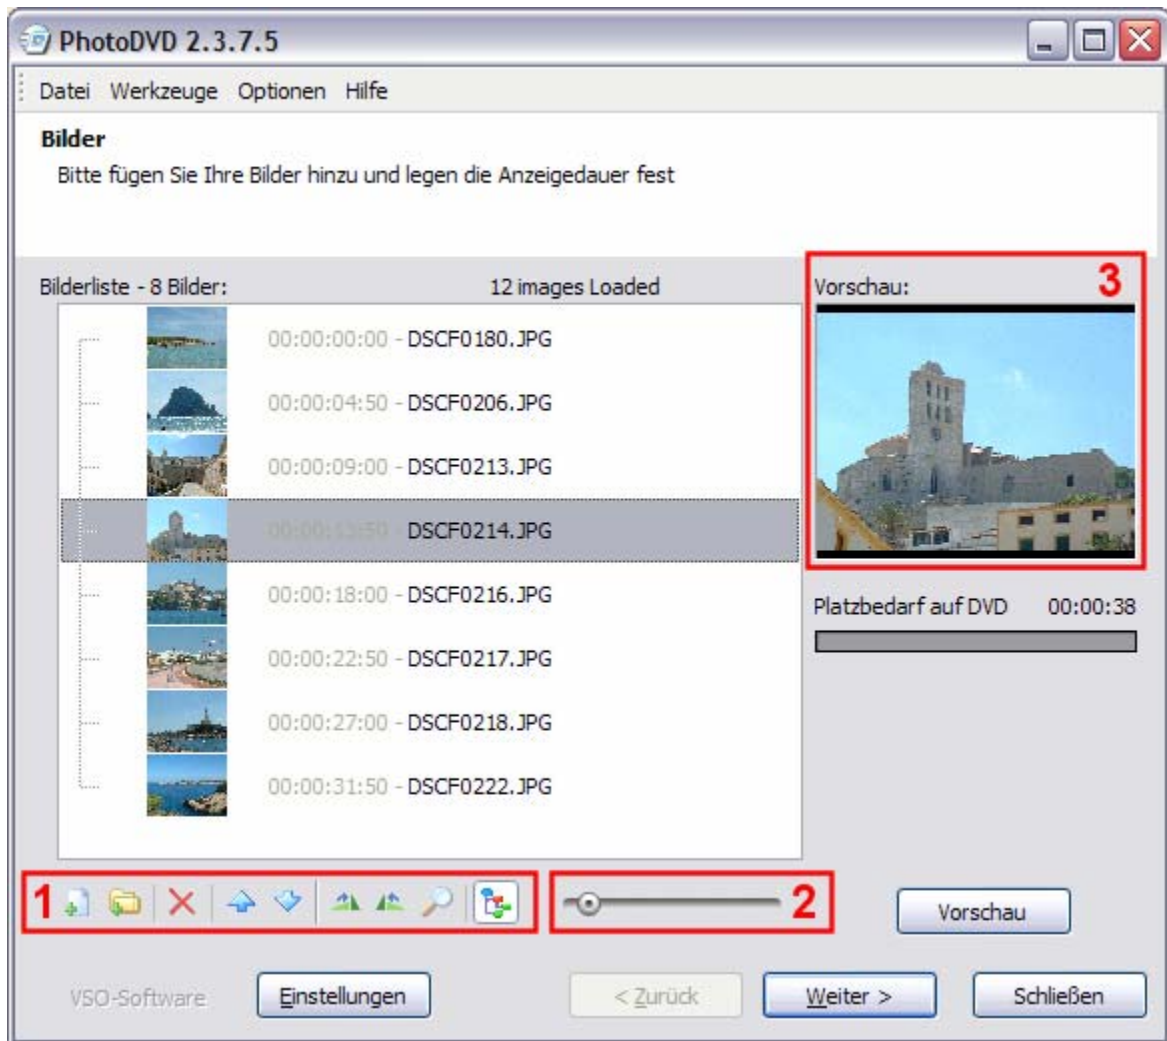 PhotoDVD 2.3.7.5
Datei Werkzeuge Optionen Hilfe
Bilder
Bitte fügen Sie Ihre Bilder hinzu und legen die Anzeigedauer fest
Bilderliste - 8 Bilder: 12 images Loaded
00:00:00:00 - DSCF0180.JPG
00:00:04:50 - DSCF0206.JPG
00:00:09:00 - DSCF0213.JPG
00:00:13:50 - DSCF0214.JPG
00:00:18:00 - DSCF0216.JPG
00:00:22:50 - DSCF0217.JPG
00:00:27:00 - DSCF0218.JPG
00:00:31:50 - DSCF0222.JPG
Vorschau: 3
Platzbedarf auf DVD 00:00:38
1
2
Vorschau
VSO-Software
Einstellungen
< Zurück
Weiter >
Schließen